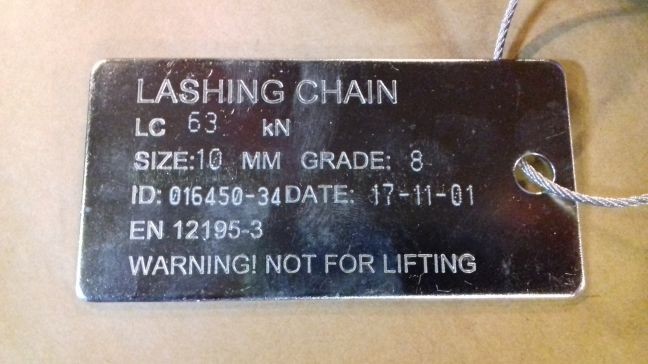 LASHING CHAIN
LC 63 kN
SIZE:10 MM GRADE: 8
ID: 016450-34 DATE: 17-11-01
EN 12195-3
WARNING! NOT FOR LIFTING